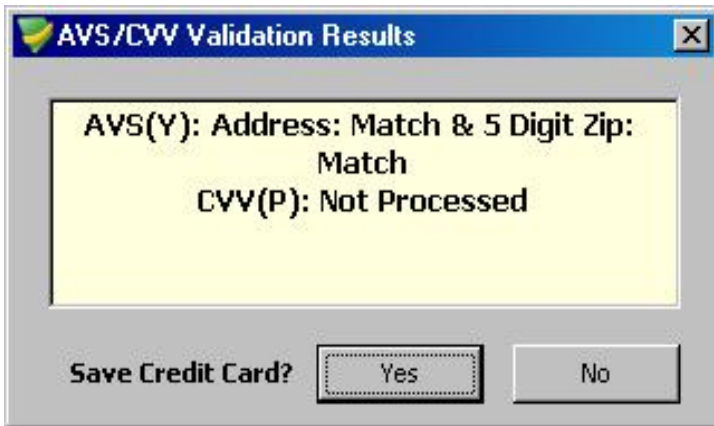 AVS/CVV Validation Results
AVS(Y): Address: Match & 5 Digit Zip:
Match
CVV(P): Not Processed
Save Credit Card? Yes No